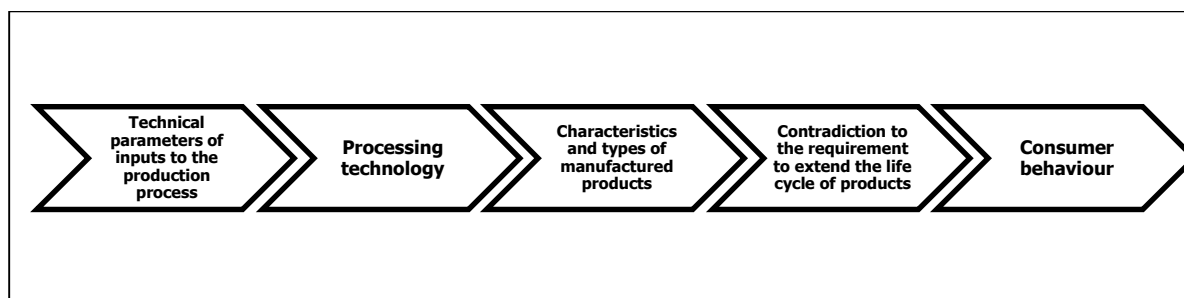 Technical
parameters of
inputs to the
production
process
Processing
technology
Characteristics
and types of
manufactured
products
Contradiction to
the requirement
to extend the life
cycle of products
Consumer
behaviour